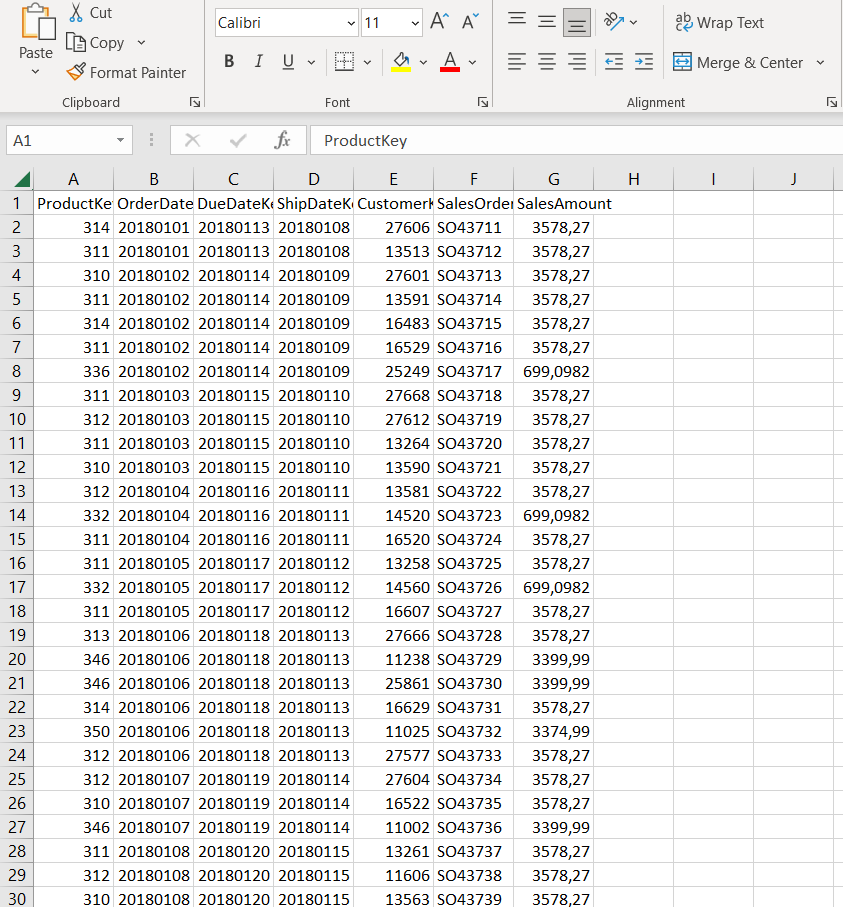 Cut
Copy
Paste
Format Painter
Clipboard
Calibri 11 A A
B I U A
Font
ab Wrap Text
Merge & Center
Alignment
A1 fx ProductKey
A B C D E F G H I J
1 ProductKe OrderDate DueDateKe ShipDateKe CustomerK SalesOrder SalesAmount
2 314 20180101 20180113 20180108 27606 SO43711 3578,27
3 311 20180101 20180113 20180108 13513 SO43712 3578,27
4 310 20180102 20180114 20180109 27601 SO43713 3578,27
5 311 20180102 20180114 20180109 13591 SO43714 3578,27
6 314 20180102 20180114 20180109 16483 SO43715 3578,27
7 311 20180102 20180114 20180109 16529 SO43716 3578,27
8 336 20180102 20180114 20180109 25249 SO43717 699,0982
9 311 20180103 20180115 20180110 27668 SO43718 3578,27
10 312 20180103 20180115 20180110 27612 SO43719 3578,27
11 311 20180103 20180115 20180110 13264 SO43720 3578,27
12 310 20180103 20180115 20180110 13590 SO43721 3578,27
13 312 20180104 20180116 20180111 13581 SO43722 3578,27
14 332 20180104 20180116 20180111 14520 SO43723 699,0982
15 311 20180104 20180116 20180111 16520 SO43724 3578,27
16 311 20180105 20180117 20180112 13258 SO43725 3578,27
17 332 20180105 20180117 20180112 14560 SO43726 699,0982
18 311 20180105 20180117 20180112 16607 SO43727 3578,27
19 313 20180106 20180118 20180113 27666 SO43728 3578,27
20 346 20180106 20180118 20180113 11238 SO43729 3399,99
21 346 20180106 20180118 20180113 25861 SO43730 3399,99
22 314 20180106 20180118 20180113 16629 SO43731 3578,27
23 350 20180106 20180118 20180113 11025 SO43732 3374,99
24 312 20180106 20180118 20180113 27577 SO43733 3578,27
25 312 20180107 20180119 20180114 27604 SO43734 3578,27
26 310 20180107 20180119 20180114 16522 SO43735 3578,27
27 346 20180107 20180119 20180114 11002 SO43736 3399,99
28 311 20180108 20180120 20180115 13261 SO43737 3578,27
29 312 20180108 20180120 20180115 11606 SO43738 3578,27
30 310 20180108 20180120 20180115 13563 SO43739 3578,27